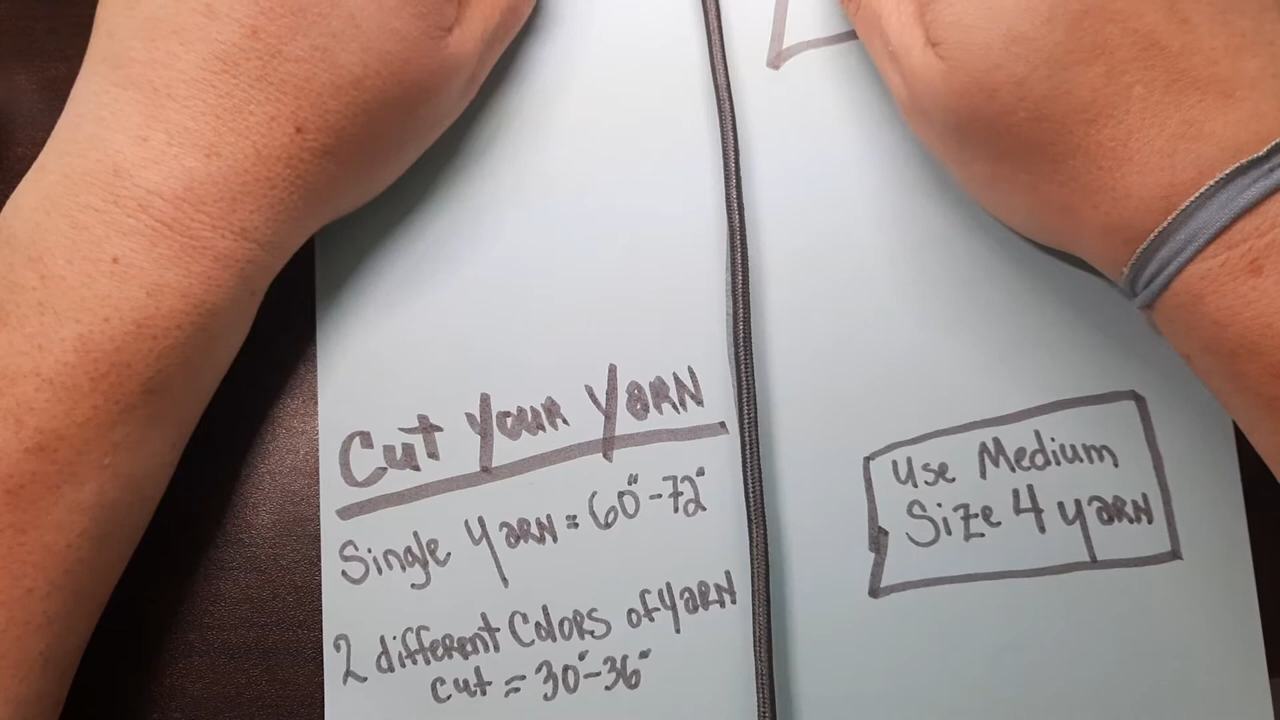 Cut your yarn
Single yarn = 60"-72"
2 different Colors of yarn
cut = 30"-36"
Use Medium
Size 4 yarn